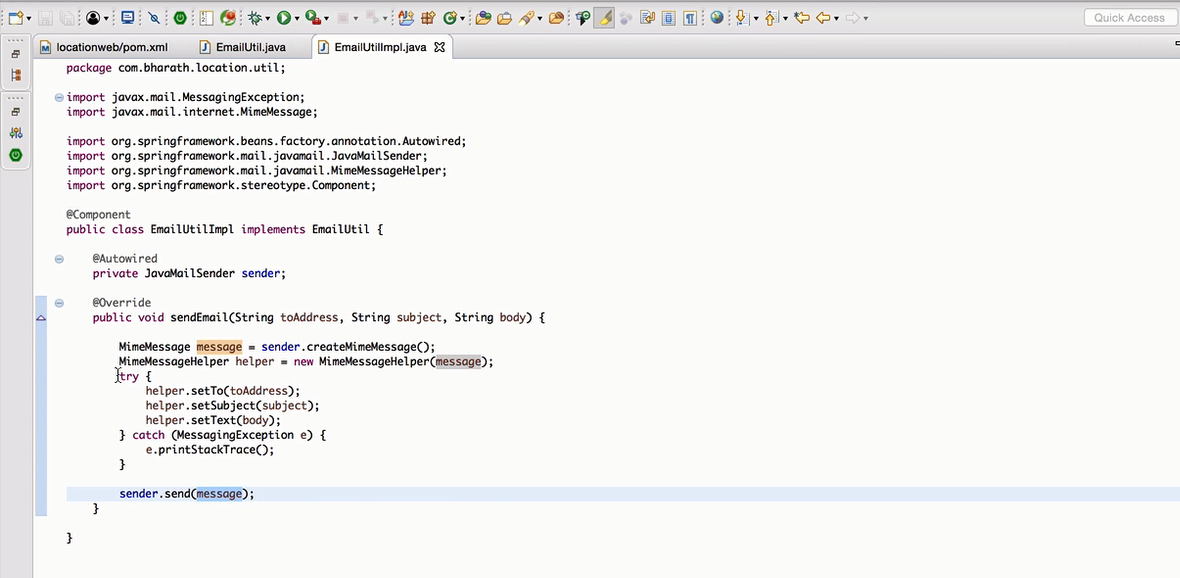 Quick Access
locationweb/pom.xml EmailUtil.java EmailUtilImpl.java
package com.bharath.location.util;
import javax.mail.MessagingException;
import javax.mail.internet.MimeMessage;
import org.springframework.beans.factory.annotation.Autowired;
import org.springframework.mail.javamail.JavaMailSender;
import org.springframework.mail.javamail.MimeMessageHelper;
import org.springframework.stereotype.Component;
@Component
public class EmailUtilImpl implements EmailUtil {
@Autowired
private JavaMailSender sender;
@Override
public void sendEmail(String toAddress, String subject, String body) {
MimeMessage message = sender.createMimeMessage();
MimeMessageHelper helper = new MimeMessageHelper(message);
try {
helper.setTo(toAddress);
helper.setSubject(subject);
helper.setText(body);
} catch (MessagingException e) {
e.printStackTrace();
}
sender.send(message);
}
}